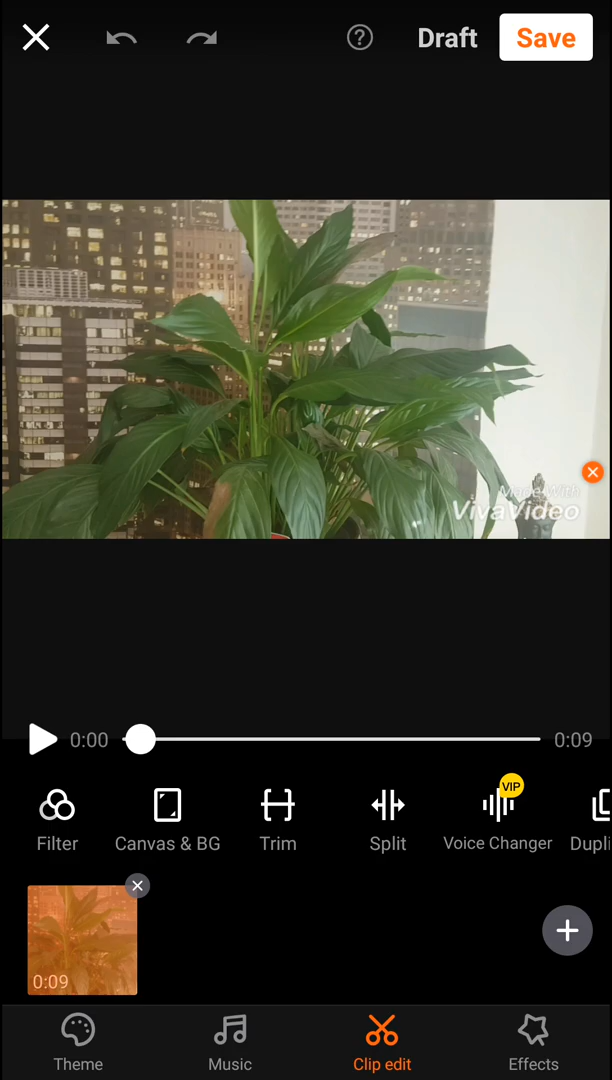 Draft Save
Made With
VivaVideo
0:00 0:09
VIP
Filter Canvas & BG Trim Split Voice Changer Dupli
0:09
Theme Music Clip edit Effects